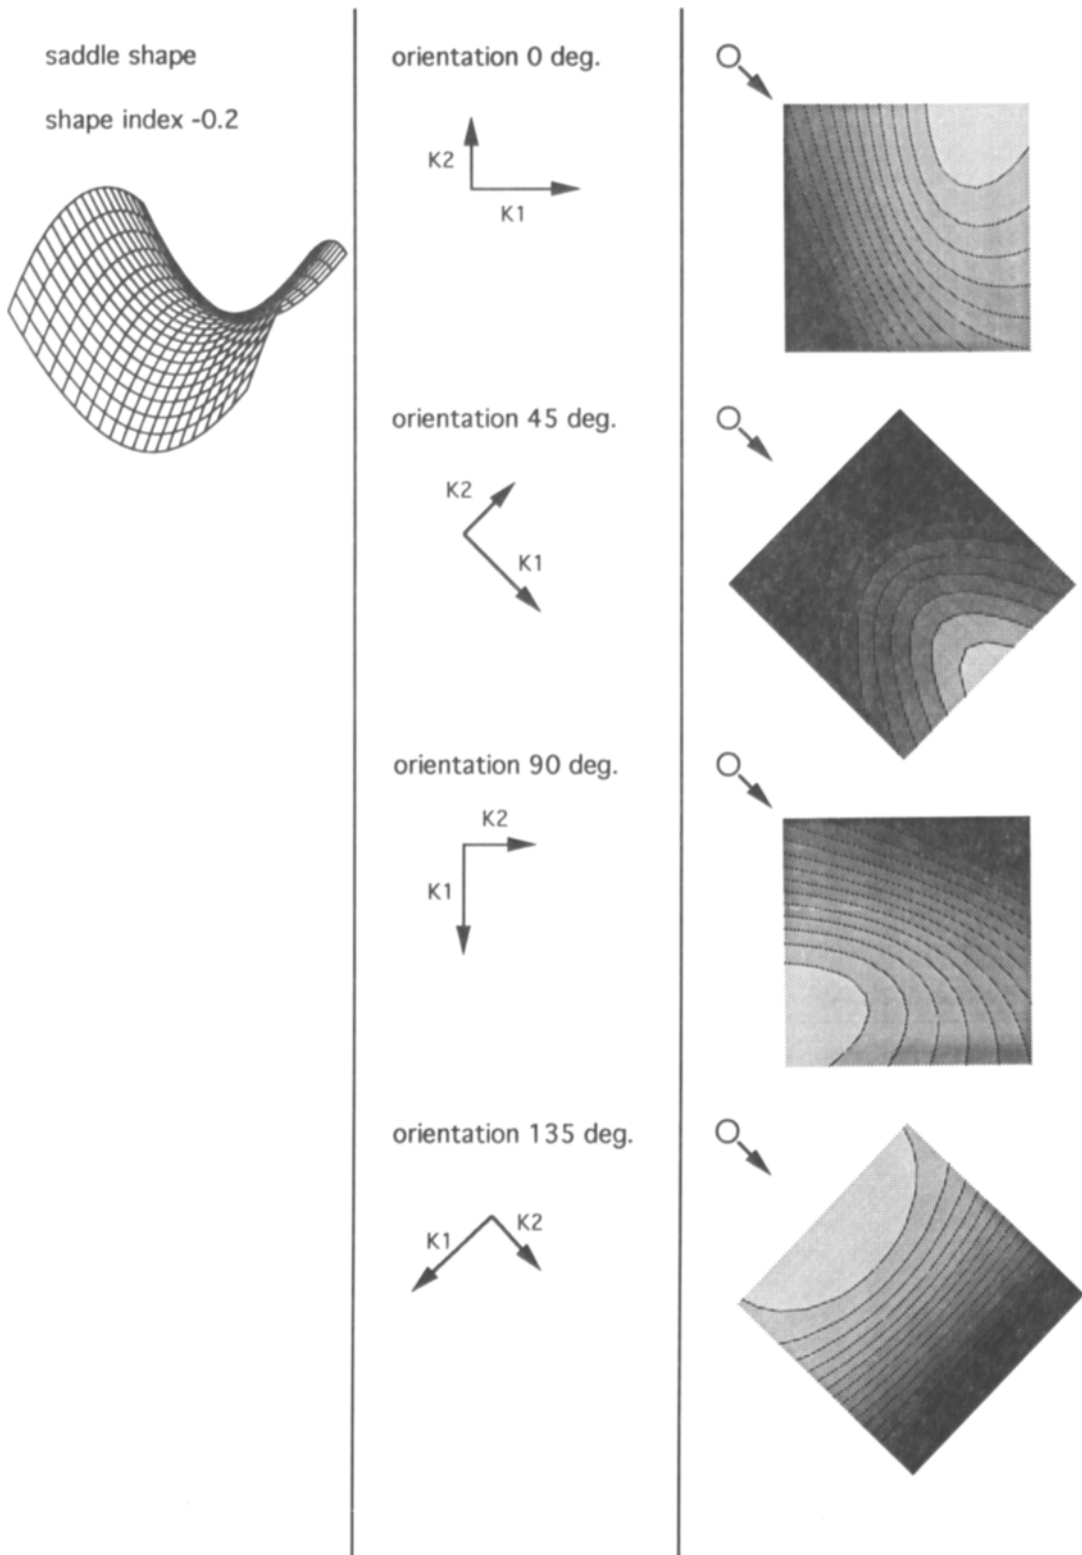 saddle shape
shape index -0.2
orientation 0 deg.
K2
K1
orientation 45 deg.
K2
K1
orientation 90 deg.
K2
K1
orientation 135 deg.
K1
K2